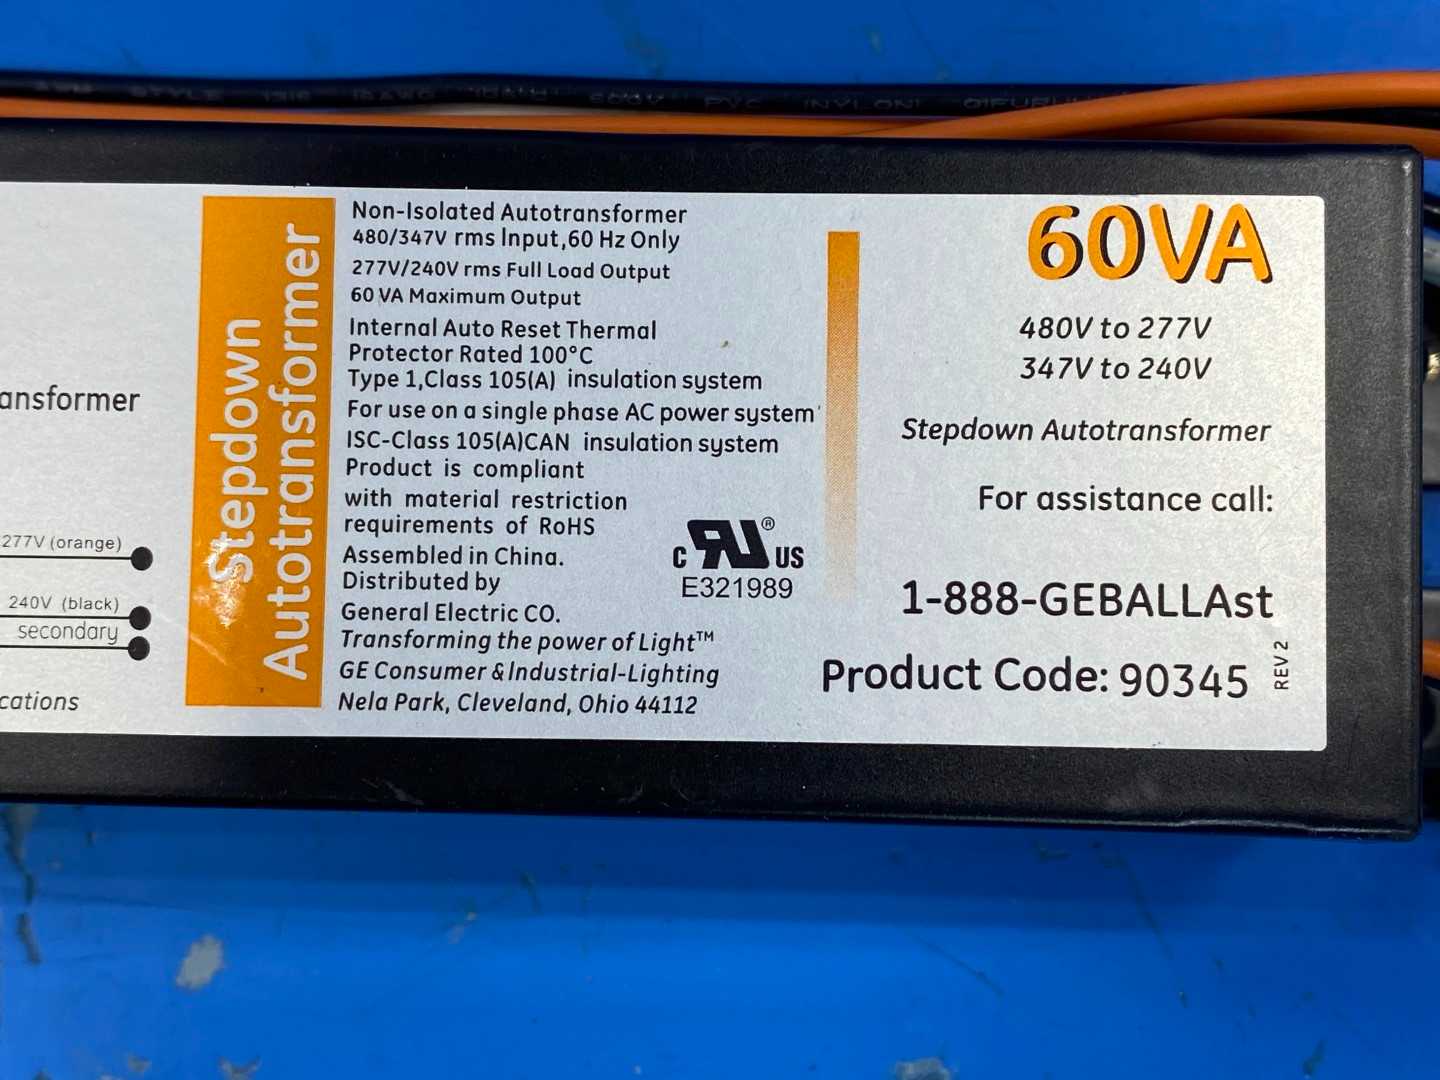 STYLE 1316 600V PVC
ansformer
277V (orange)
240V (black)
secondary
cations
Stepdown
Autotransformer
Non-Isolated Autotransformer
480/347V rms Input,60 Hz Only
277V/240V rms Full Load Output
60 VA Maximum Output
Internal Auto Reset Thermal
Protector Rated 100°C
Type 1,Class 105(A) insulation system
For use on a single phase AC power system
ISC-Class 105(A)CAN insulation system
Product is compliant
with material restriction
requirements of RoHS
Assembled in China.
Distributed by
General Electric CO.
Transforming the power of Light™
GE Consumer & Industrial-Lighting
Nela Park, Cleveland, Ohio 44112
C RU® US
E321989
60VA
480V to 277V
347V to 240V
Stepdown Autotransformer
For assistance call:
1-888-GEBALLAst
Product Code: 90345
REV 2